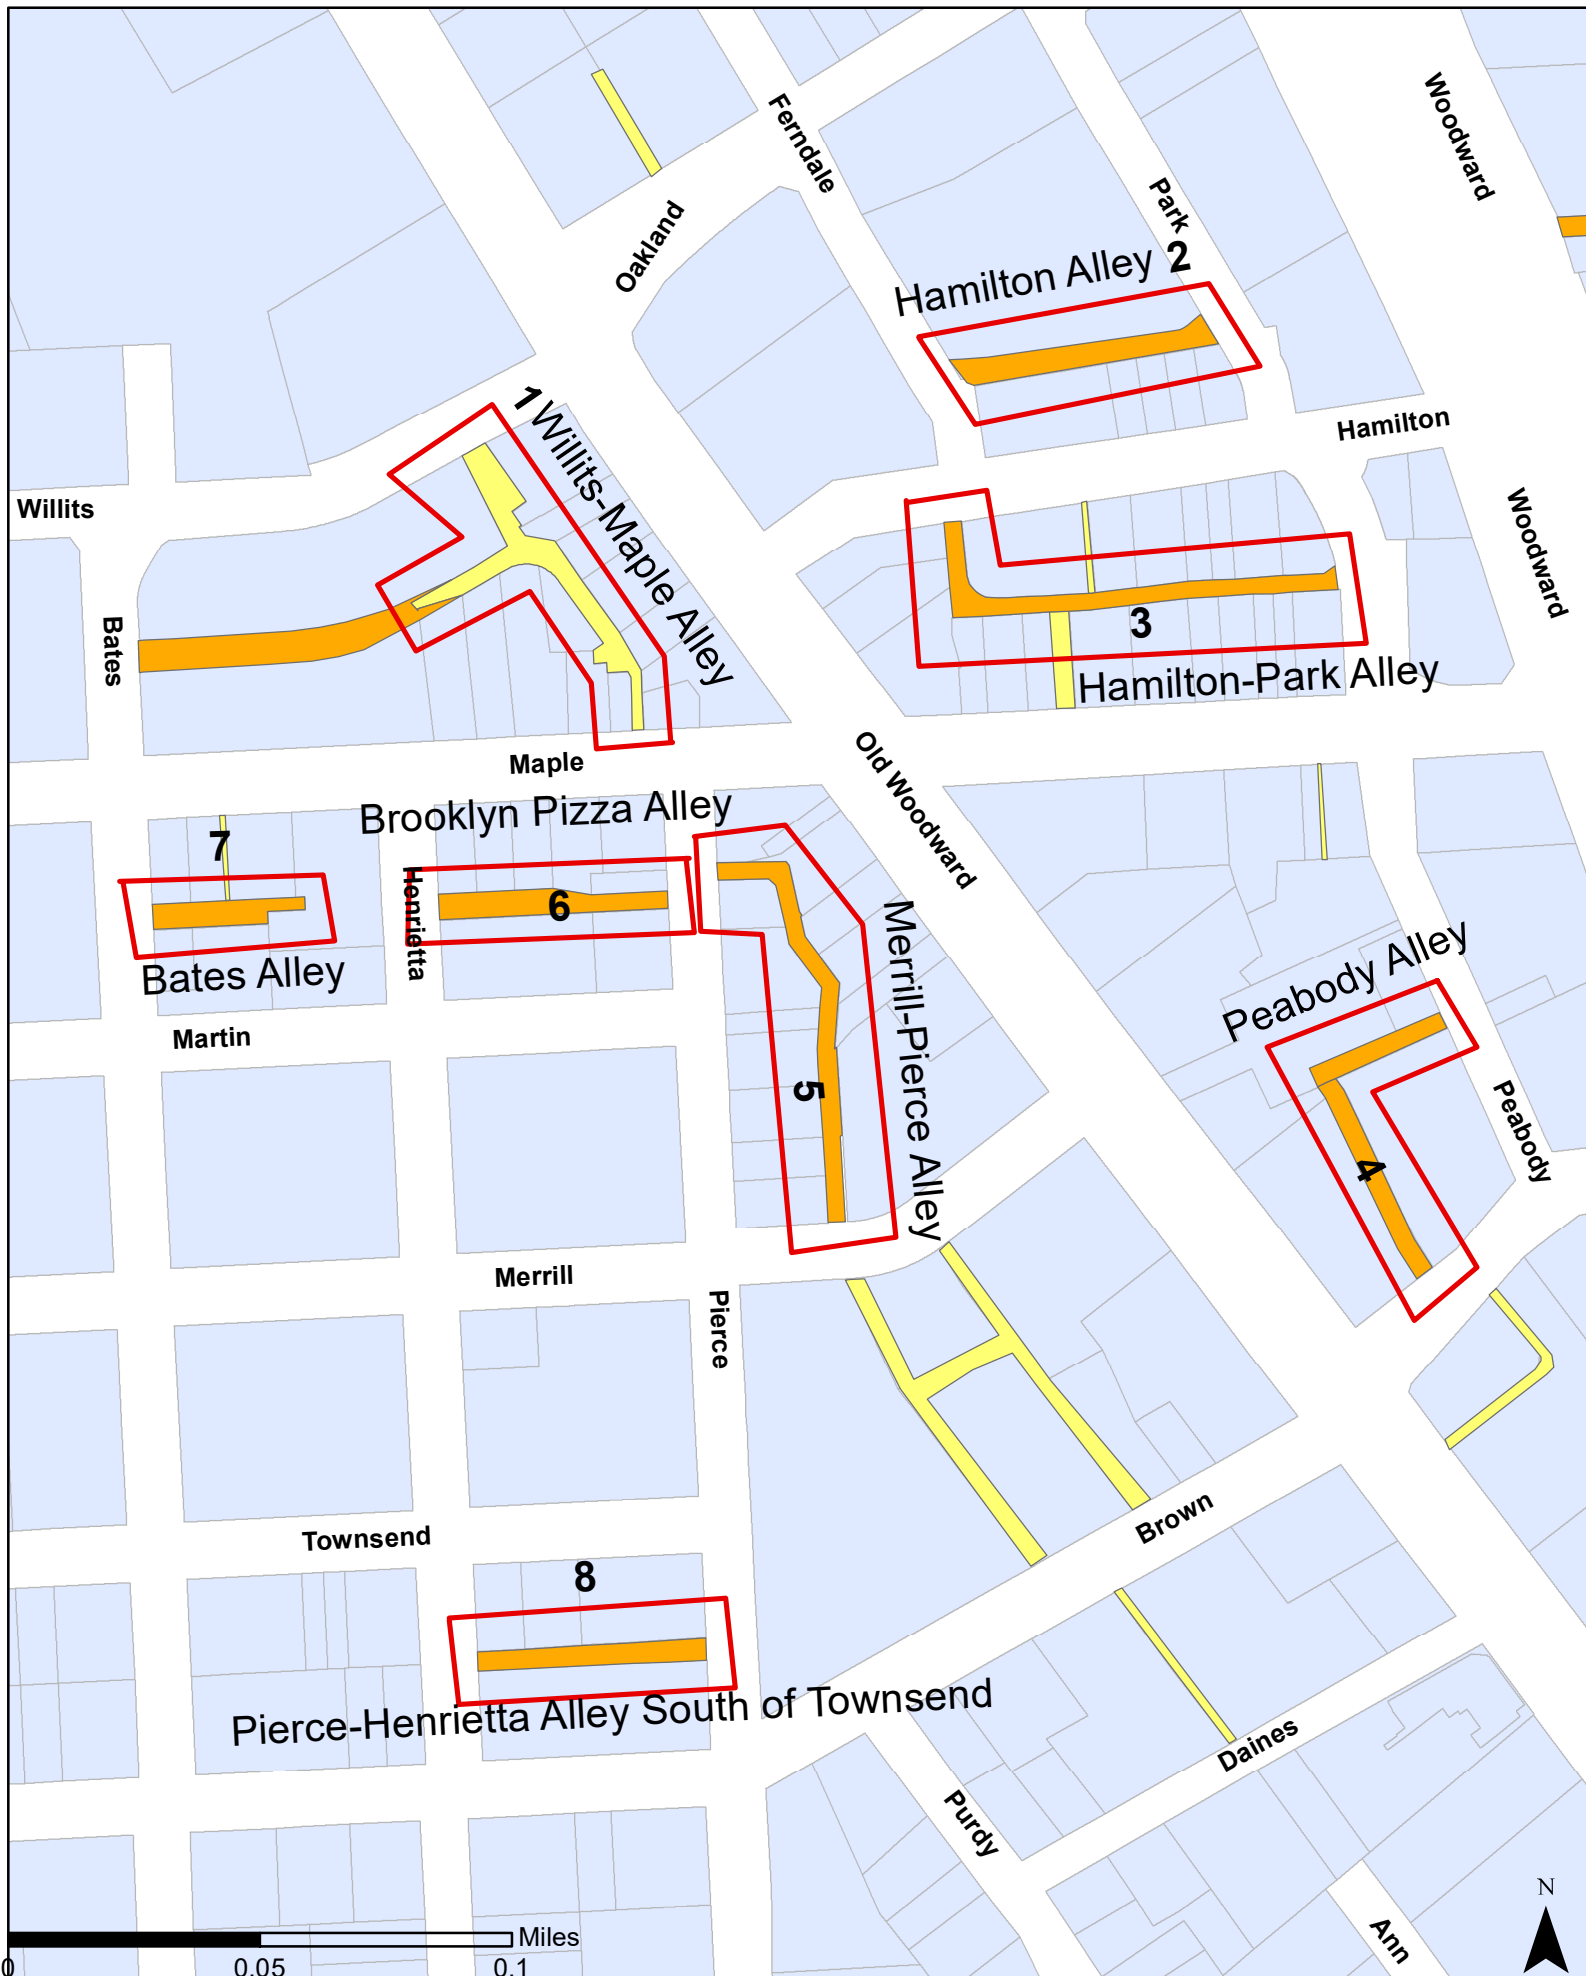 Woodward
Ferndale
Park
Oakland
Hamilton Alley
2
Hamilton
1
Willits-Maple Alley
Willits
Woodward
Bates
3
Hamilton-Park Alley
Maple
Old Woodward
Brooklyn Pizza Alley
7
Henrietta
6
Merrill-Pierce Alley
Bates Alley
Peabody Alley
Martin
5
Peabody
4
Merrill
Pierce
Brown
Townsend
8
Pierce-Henrietta Alley South of Townsend
Daines
Purdy
N
Ann
Miles
0 0.05 0.1